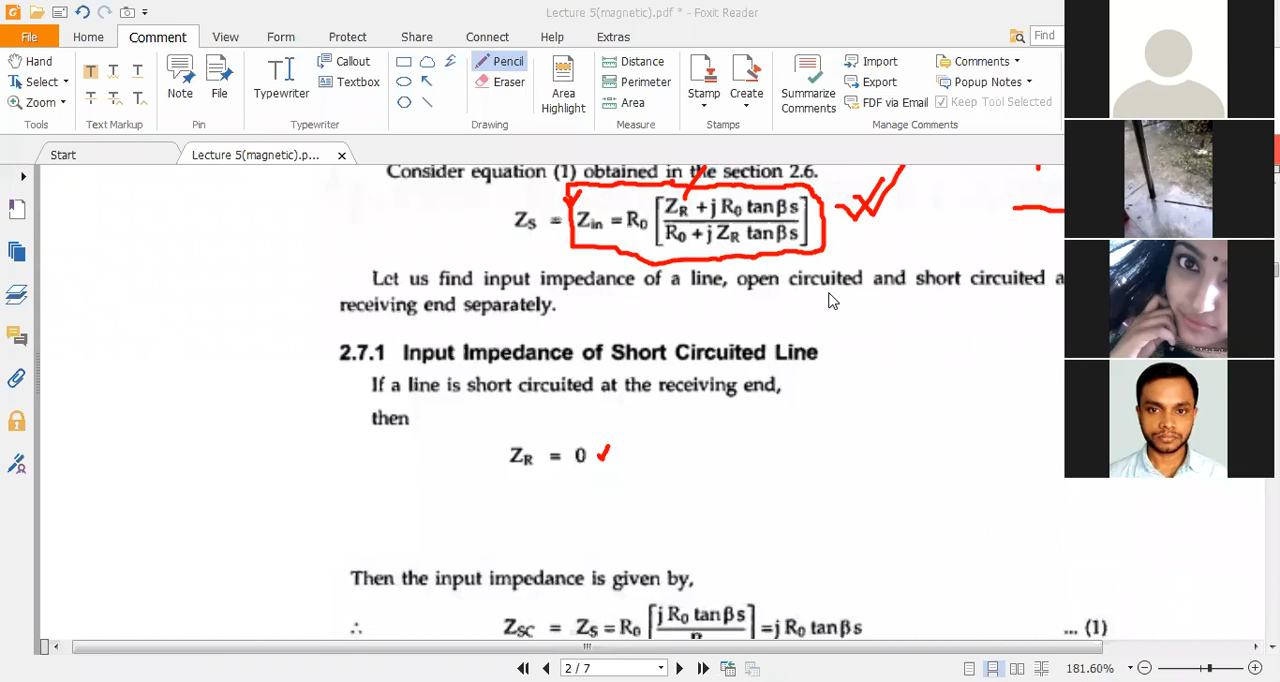 Lecture 5(magnetic).pdf * - Foxit Reader
File Home Comment View Form Protect Share Connect Help Extras Find
Hand Select Zoom Tools
Text Markup
Note File Pin
Typewriter Callout Textbox Typewriter
Pencil Eraser Area Highlight Drawing
Distance Perimeter Area Measure
Stamp Create Stamps
Summarize Comments Import Export FDF via Email Comments Popup Notes Keep Tool Selected Manage Comments
Start Lecture 5(magnetic).p... ×
Consider equation (1) obtained in the section 2.6.
Z_S = Z_in = R_0 [Z_R + j R_0 tan β s / R_0 + j Z_R tan β s]
Let us find input impedance of a line, open circuited and short circuited a
receiving end separately.
2.7.1 Input Impedance of Short Circuited Line
If a line is short circuited at the receiving end,
then
Z_R = 0 ✓
Then the input impedance is given by,
∴ Z_SC = Z_S = R_0 [j R_0 tan β s / ] = j R_0 tan β s ... (1)
2 / 7 181.60%